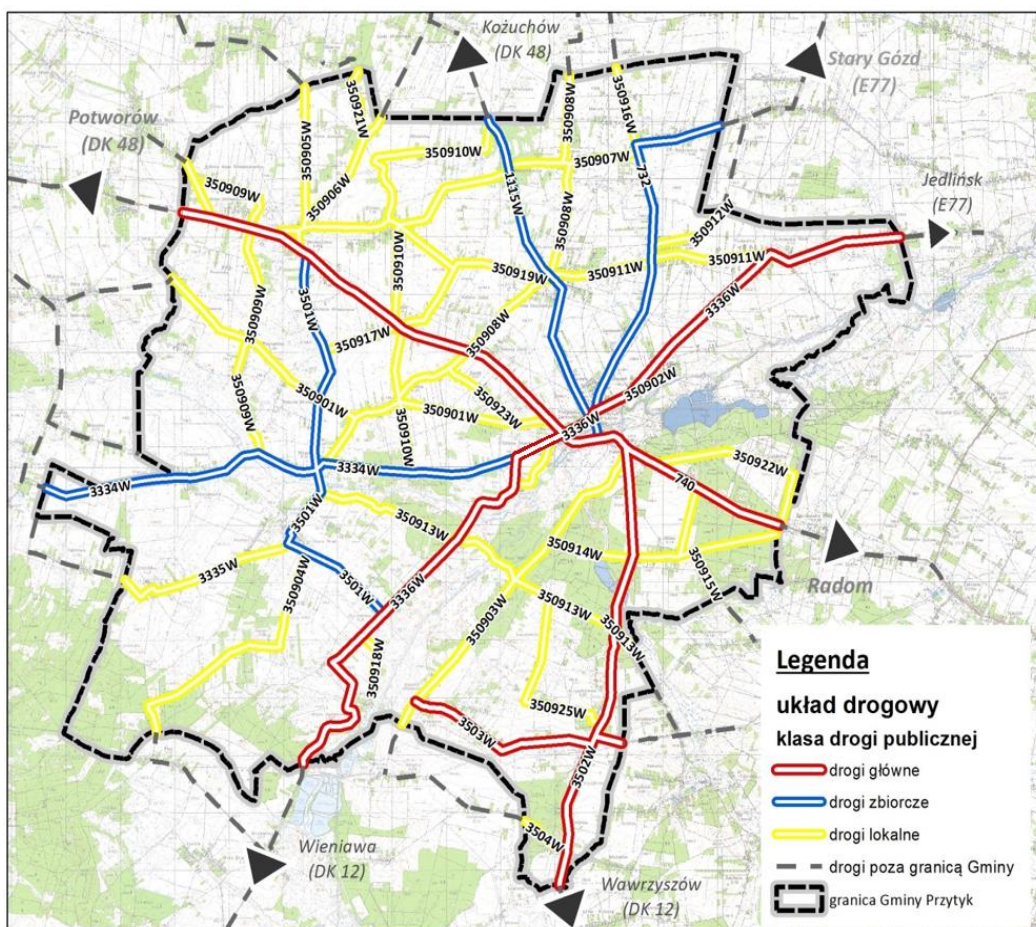 Kożuchów
(DK 48)
Stary Gózd
(E77)
Potworów
(DK 48)
Jedlińsk
(E77)
350921W
350905W
350908W
350916W
350910W
350907W
732
350909W
350906W
1115W
350908W
350912W
350910W
350919W
350911W
350911W
3501W
350909W
3336W
350917W
350908W
350902W
350901W
350909W
350901W
350923W
3336W
350910W
3334W
3334W
740
350922W
3501W
350913W
350914W
350915W
3335W
350904W
3501W
3336W
350903W
350913W
350913W
350918W
350925W
3503W
3502W
3504W
Radom
Wieniawa
(DK 12)
Wawrzyszów
(DK 12)
Legenda
układ drogowy
klasa drogi publicznej
drogi główne
drogi zbiorcze
drogi lokalne
drogi poza granicą Gminy
granica Gminy Przytyk